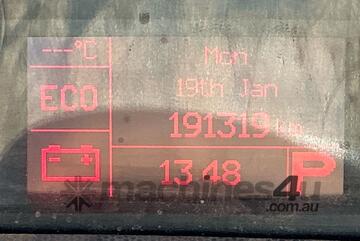 ---°C
Mon
19th Jan
ECO
191319 km
13.48
P
machines4u
.com.au